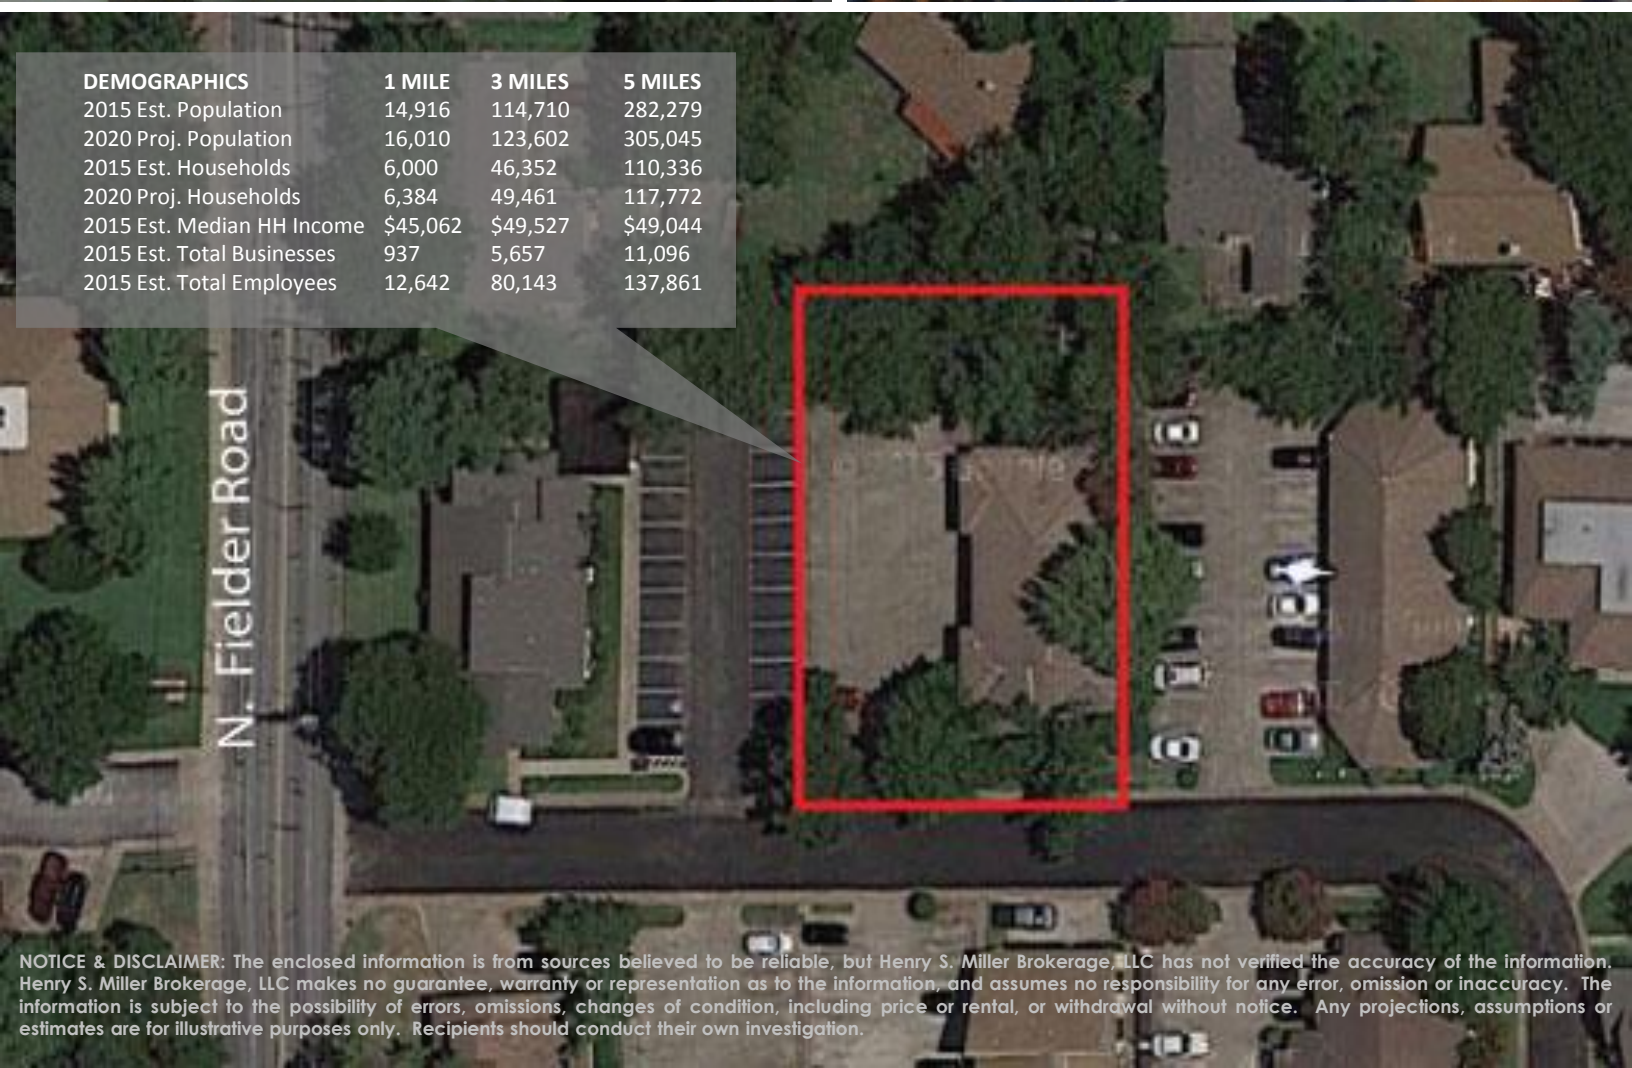 DEMOGRAPHICS 1 MILE 3 MILES 5 MILES
2015 Est. Population 14,916 114,710 282,279
2020 Proj. Population 16,010 123,602 305,045
2015 Est. Households 6,000 46,352 110,336
2020 Proj. Households 6,384 49,461 117,772
2015 Est. Median HH Income $45,062 $49,527 $49,044
2015 Est. Total Businesses 937 5,657 11,096
2015 Est. Total Employees 12,642 80,143 137,861
N. Fielder Road
NOTICE & DISCLAIMER: The enclosed information is from sources believed to be reliable, but Henry S. Miller Brokerage, LLC has not verified the accuracy of the information.
Henry S. Miller Brokerage, LLC makes no guarantee, warranty or representation as to the information, and assumes no responsibility for any error, omission or inaccuracy. The
information is subject to the possibility of errors, omissions, changes of condition, including price or rental, or withdrawal without notice. Any projections, assumptions or
estimates are for illustrative purposes only. Recipients should conduct their own investigation.